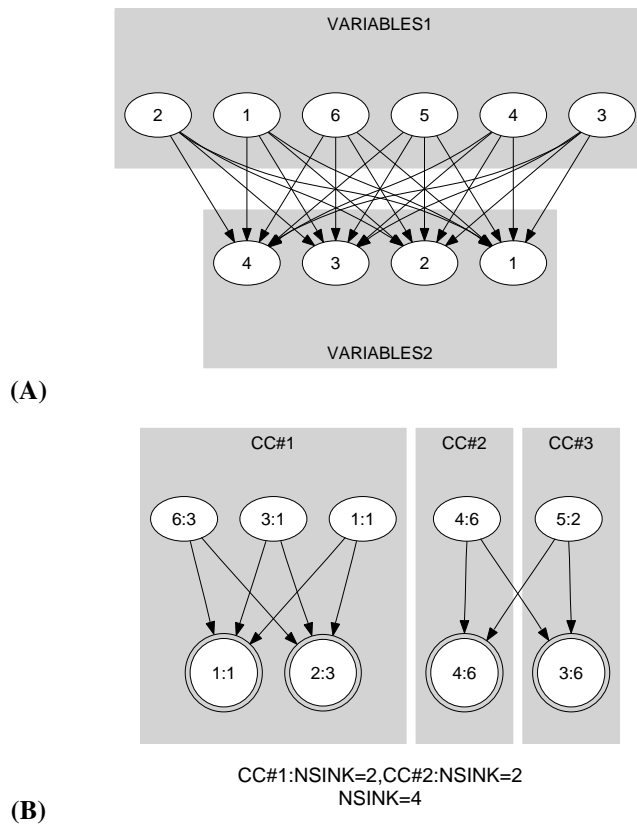 VARIABLES1
2 1 6 5 4 3
4 3 2 1
VARIABLES2
(A)
CC#1 CC#2 CC#3
6:3 3:1 1:1 4:6 5:2
1:1 2:3 4:6 3:6
CC#1:NSINK=2,CC#2:NSINK=2
NSINK=4
(B)